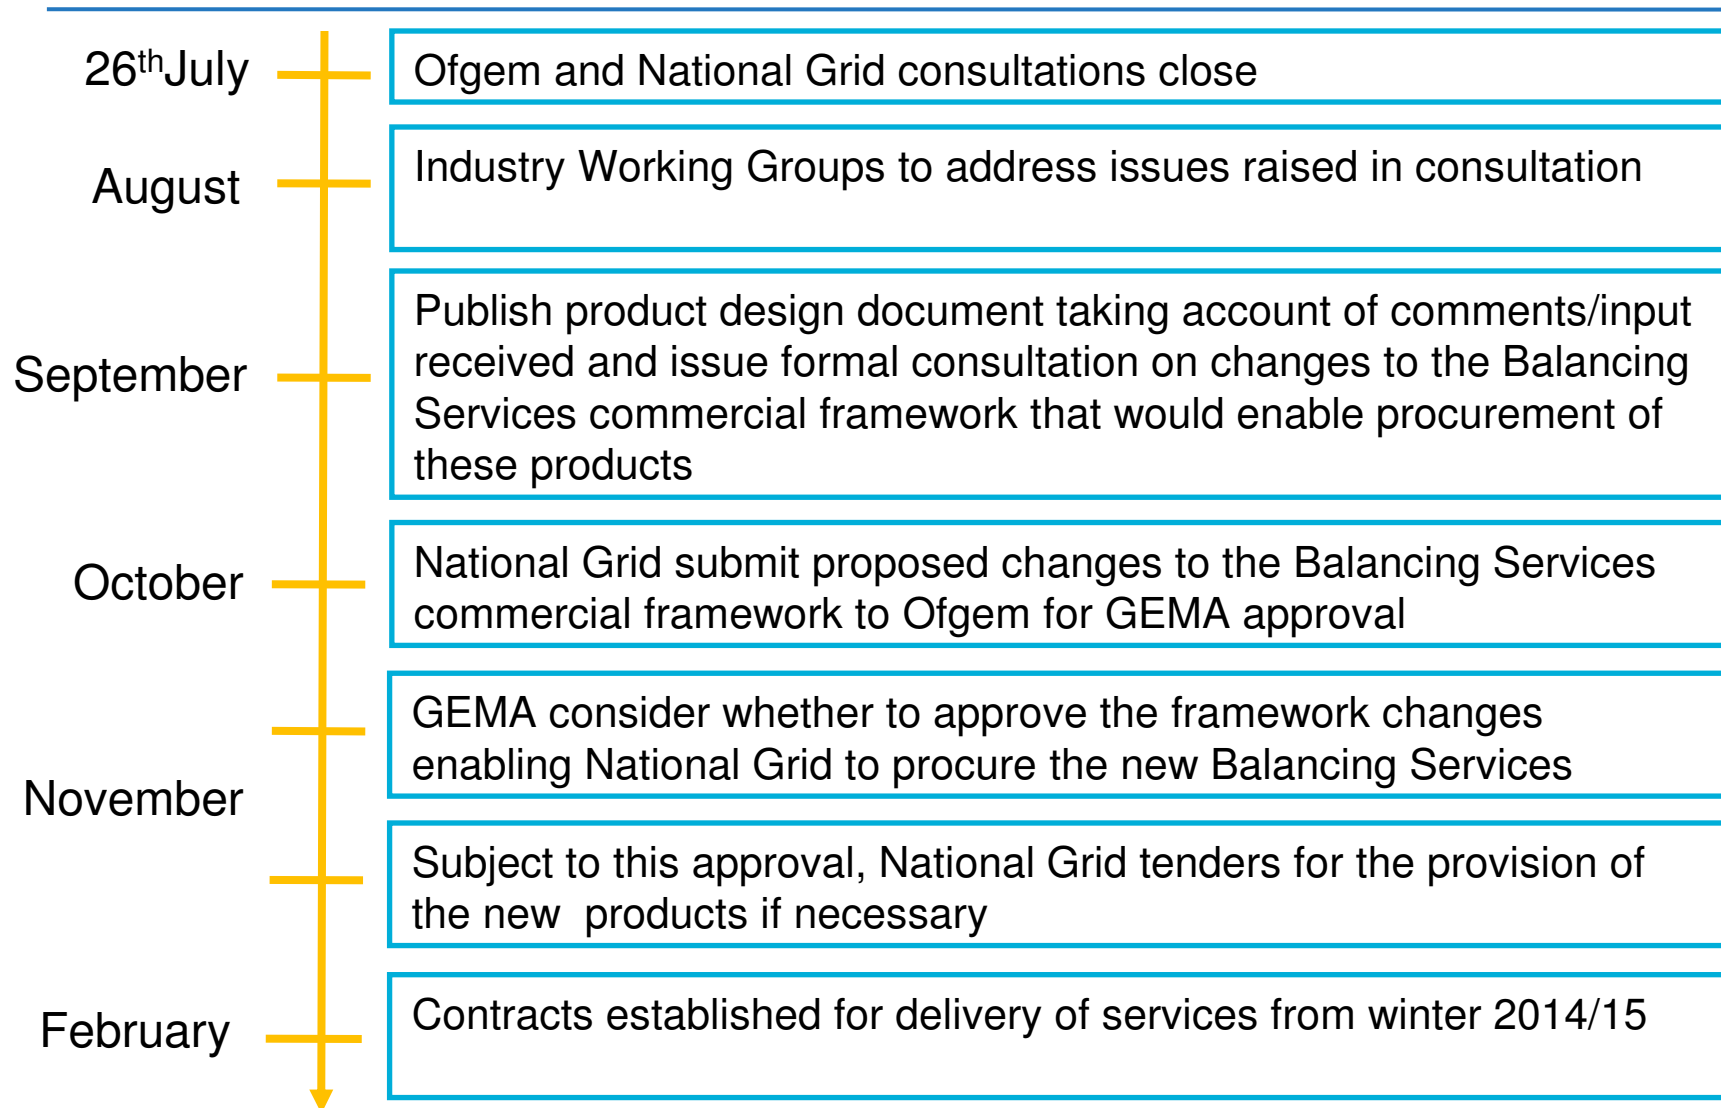 26th July
Ofgem and National Grid consultations close
August
Industry Working Groups to address issues raised in consultation
September
Publish product design document taking account of comments/input
received and issue formal consultation on changes to the Balancing
Services commercial framework that would enable procurement of
these products
October
National Grid submit proposed changes to the Balancing Services
commercial framework to Ofgem for GEMA approval
November
GEMA consider whether to approve the framework changes
enabling National Grid to procure the new Balancing Services
Subject to this approval, National Grid tenders for the provision of
the new  products if necessary
February
Contracts established for delivery of services from winter 2014/15